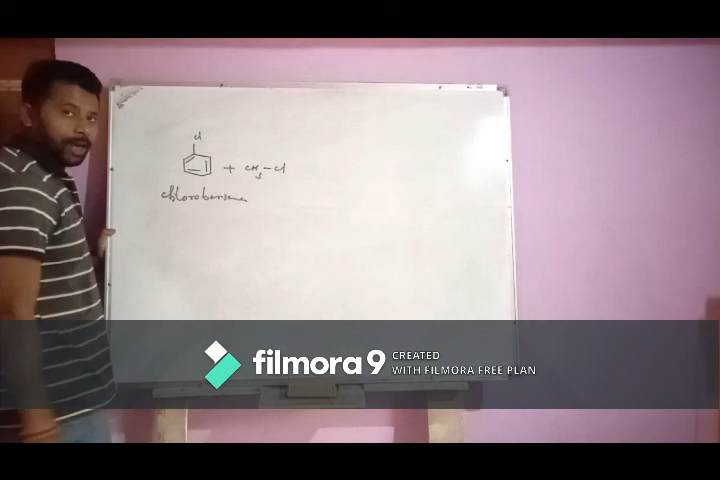 cl
+ CH3-cl
chlorobenzene
filmora 9 CREATED
WITH FILMORA FREE PLAN